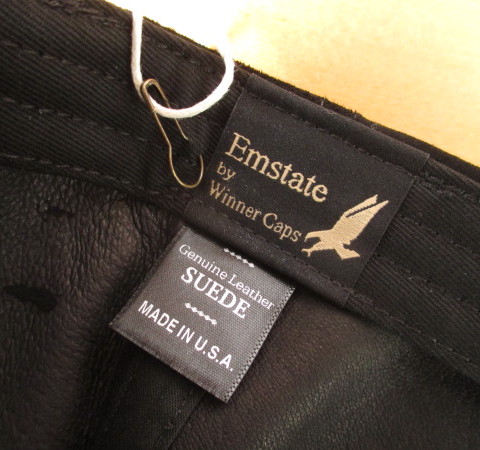 Emstate
by
Winner Caps
Genuine Leather
SUEDE
MADE IN U.S.A.